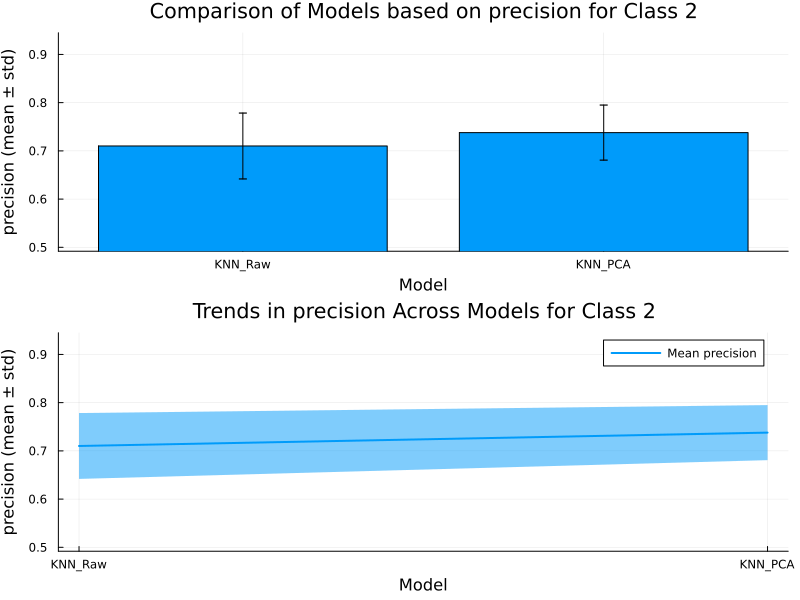 Comparison of Models based on precision for Class 2
precision (mean ± std)
0.9
0.8
0.7
0.6
0.5
KNN_Raw
KNN_PCA
Model
Trends in precision Across Models for Class 2
precision (mean ± std)
0.9
0.8
0.7
0.6
0.5
Mean precision
KNN_Raw
KNN_PCA
Model